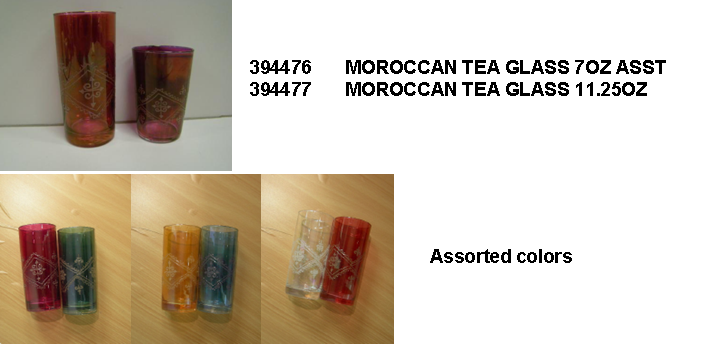 394476 MOROCCAN TEA GLASS 7OZ ASST
394477 MOROCCAN TEA GLASS 11.25OZ
Assorted colors